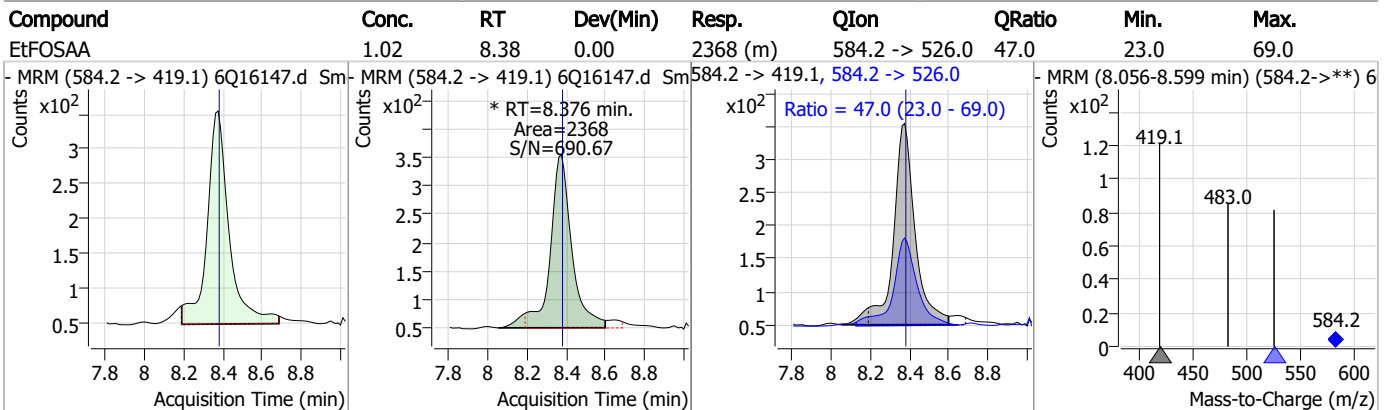 Compound Conc. RT Dev(Min) Resp. QIon QRatio Min. Max.
EtFOSAA 1.02 8.38 0.00 2368 (m) 584.2 -> 526.0 47.0 23.0 69.0
- MRM (584.2 -> 419.1) 6Q16147.d Sm
Counts
x10²
3
2.5
2
1.5
1
0.5
7.8 8 8.2 8.4 8.6 8.8
Acquisition Time (min)
- MRM (584.2 -> 419.1) 6Q16147.d Sm
Counts
x10²
* RT=8.376 min.
Area=2368
S/N=690.67
3.5
3
2.5
2
1.5
1
0.5
7.8 8 8.2 8.4 8.6 8.8
Acquisition Time (min)
584.2 -> 419.1, 584.2 -> 526.0
Counts
x10²
Ratio = 47.0 (23.0 - 69.0)
3
2.5
2
1.5
1
0.5
7.8 8 8.2 8.4 8.6 8.8
Acquisition Time (min)
- MRM (8.056-8.599 min) (584.2->**) 6
Counts
x10²
419.1
483.0
584.2
1.2
1
0.8
0.6
0.4
0.2
0
400 450 500 550 600
Mass-to-Charge (m/z)